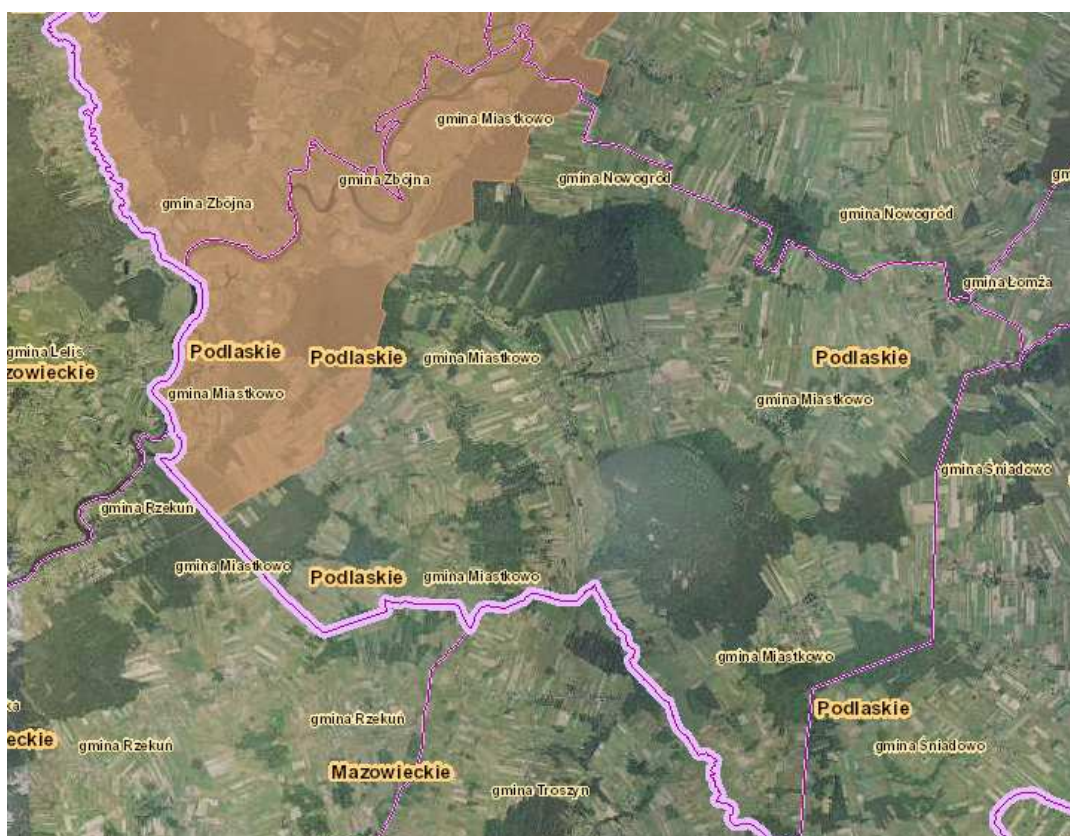 gmina Miastkowo
gm
gmina Nowogród
gmina Zbójna
gmina Zbójna
gmina Nowogród
gmina Łomża
gmina Lelis
Podlaskie
Podlaskie
gmina Miastkowo
Podlaskie
zowieckie
gmina Miastkowo
gmina Miastkowo
gmina Śniadowo
gmina Rzekuń
gmina Miastkowo
Podlaskie
gmina Miastkowo
gmina Miastkowo
ka
Podlaskie
gmina Rzekuń
eckie
gmina Rzekuń
gmina Śniadowo
Mazowieckie
gmina Troszyn